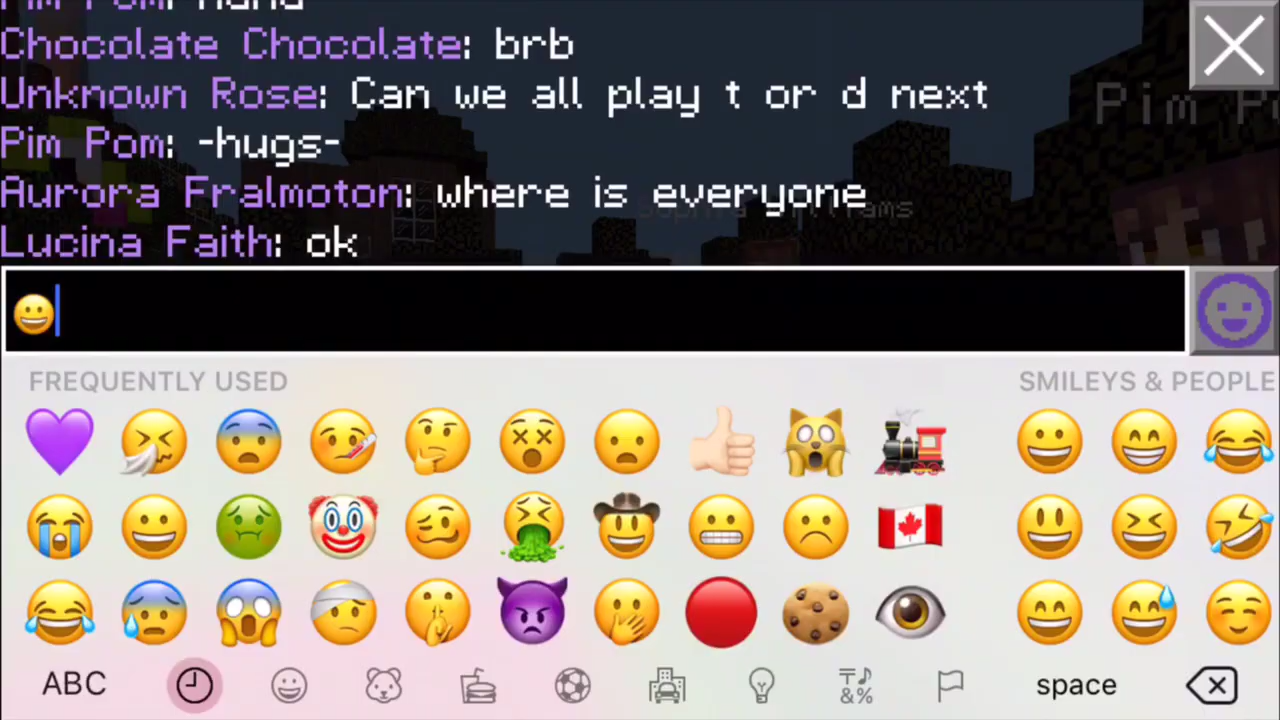 Chocolate Chocolate: brb
Unknown Rose: Can we all play t or d next
Pim Pom: -hugs-
Aurora Fralmoton: where is everyone
Lucina Faith: ok
FREQUENTLY USED
SMILEYS & PEOPLE
ABC
space